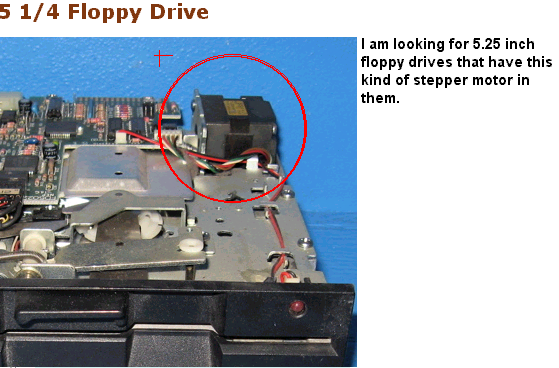 5 1/4 Floppy Drive
I am looking for 5.25 inch
floppy drives that have this
kind of stepper motor in
them.